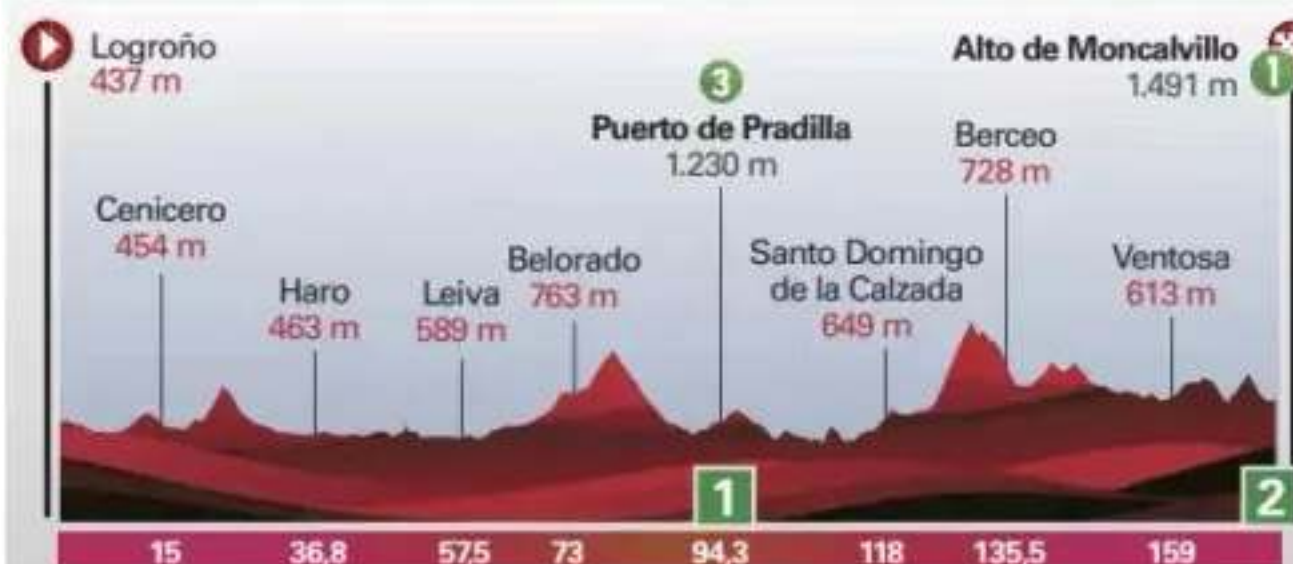 Logroño
437 m
Alto de Moncalvillo
1.491 m
1
3
Puerto de Pradilla
1.230 m
Berceo
728 m
Cenicero
454 m
Haro
463 m
Leiva
589 m
Belorado
763 m
Santo Domingo
de la Calzada
649 m
Ventosa
613 m
1
2
15 36,8 57,5 73 94,3 118 135,5 159